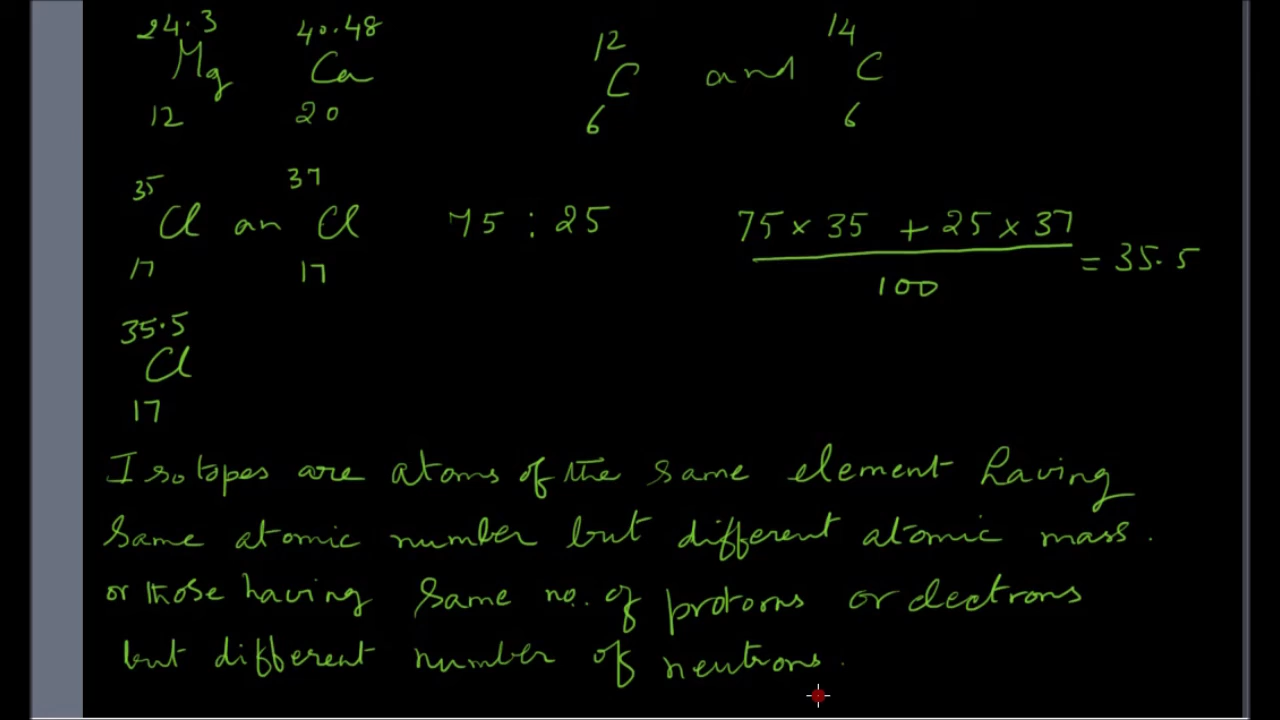 24.3 40.48 12 14
Mg Ca C and C
12 20 6 6
35 37
Cl an Cl 75 : 25 75 × 35 + 25 × 37
17 17 100 = 35.5
35.5
Cl
17
Isotopes are atoms of the same element having
same atomic number but different atomic mass.
or those having same no. of protons or electrons
but different number of neutrons.